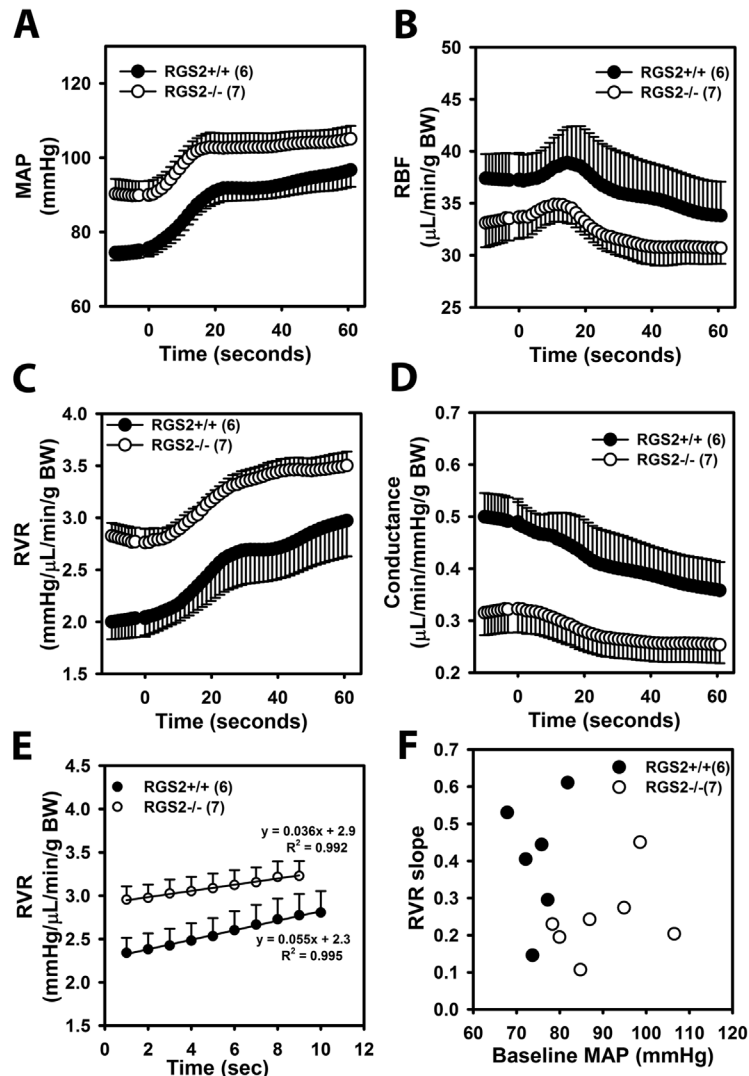 A
120
100
80
60
MAP
(mmHg)
RGS2+/+ (6)
RGS2-/- (7)
0 20 40 60
Time (seconds)
B
50
45
40
35
30
25
RBF
(μL/min/g BW)
RGS2+/+ (6)
RGS2-/- (7)
0 20 40 60
Time (seconds)
C
4.0
3.5
3.0
2.5
2.0
1.5
RVR
(mmHg/μL/min/g BW)
RGS2+/+ (6)
RGS2-/- (7)
0 20 40 60
Time (seconds)
D
0.7
0.6
0.5
0.4
0.3
0.2
Conductance
(μL/min/mmHg/g BW)
RGS2+/+ (6)
RGS2-/- (7)
0 20 40 60
Time (seconds)
E
4.5
4.0
3.5
3.0
2.5
2.0
1.5
RVR
(mmHg/μL/min/g BW)
RGS2+/+ (6)
RGS2-/- (7)
y = 0.036x + 2.9
R² = 0.992
y = 0.055x + 2.3
R² = 0.995
0 2 4 6 8 10 12
Time (sec)
F
0.7
0.6
0.5
0.4
0.3
0.2
0.1
0.0
RVR slope
RGS2+/+(6)
RGS2-/-(7)
60 70 80 90 100 110 120
Baseline MAP (mmHg)